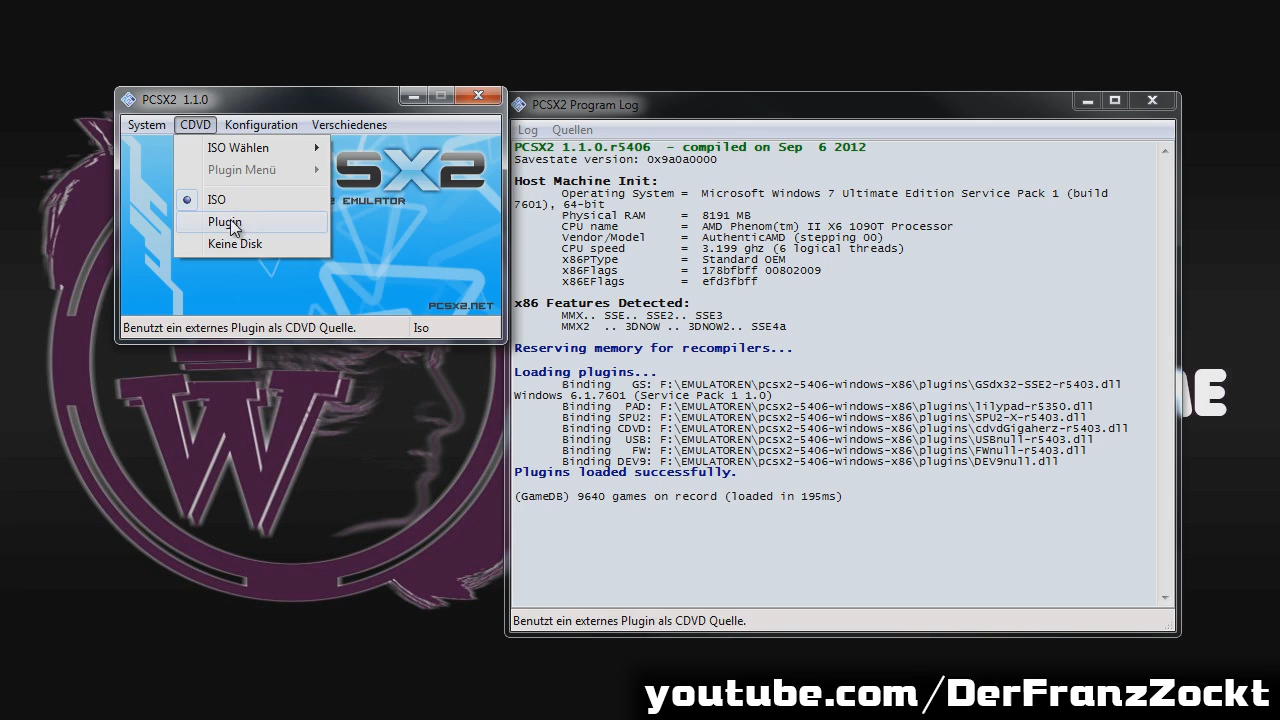 PCSX2 1.1.0
System CDVD Konfiguration Verschiedenes
ISO Wählen
Plugin Menü
ISO
Plugin
Keine Disk
SX2
EMULATOR
PCSX2.NET
Benutzt ein externes Plugin als CDVD Quelle. Iso
PCSX2 Program Log
Log Quellen
PCSX2 1.1.0.r5406 - compiled on Sep 6 2012
Savestate version: 0x9a0a0000
Host Machine Init:
Operating System = Microsoft Windows 7 Ultimate Edition Service Pack 1 (build
7601), 64-bit
Physical RAM = 8191 MB
CPU name = AMD Phenom(tm) II X6 1090T Processor
Vendor/Model = AuthenticAMD (stepping 00)
CPU speed = 3.199 ghz (6 logical threads)
x86PType = Standard OEM
x86Flags = 178bfbff 00802009
x86EFlags = efd3fbff
x86 Features Detected:
MMX.. SSE.. SSE2.. SSE3
MMX2 .. 3DNOW .. 3DNOW2.. SSE4a
Reserving memory for recompilers...
Loading plugins...
Binding GS: F:\EMULATOREN\pcsx2-5406-windows-x86\plugins\GSdx32-SSE2-r5403.dll
Windows 6.1.7601 (Service Pack 1 1.0)
Binding PAD: F:\EMULATOREN\pcsx2-5406-windows-x86\plugins\lilypad-r5350.dll
Binding SPU2: F:\EMULATOREN\pcsx2-5406-windows-x86\plugins\SPU2-X-r5403.dll
Binding CDVD: F:\EMULATOREN\pcsx2-5406-windows-x86\plugins\cdvdGigaherz-r5403.dll
Binding USB: F:\EMULATOREN\pcsx2-5406-windows-x86\plugins\USBnull-r5403.dll
Binding FW: F:\EMULATOREN\pcsx2-5406-windows-x86\plugins\FWnull-r5403.dll
Binding DEV9: F:\EMULATOREN\pcsx2-5406-windows-x86\plugins\DEV9null.dll
Plugins loaded successfully.
(GameDB) 9640 games on record (loaded in 195ms)
Benutzt ein externes Plugin als CDVD Quelle.
W
youtube.com/DerFranzZockt